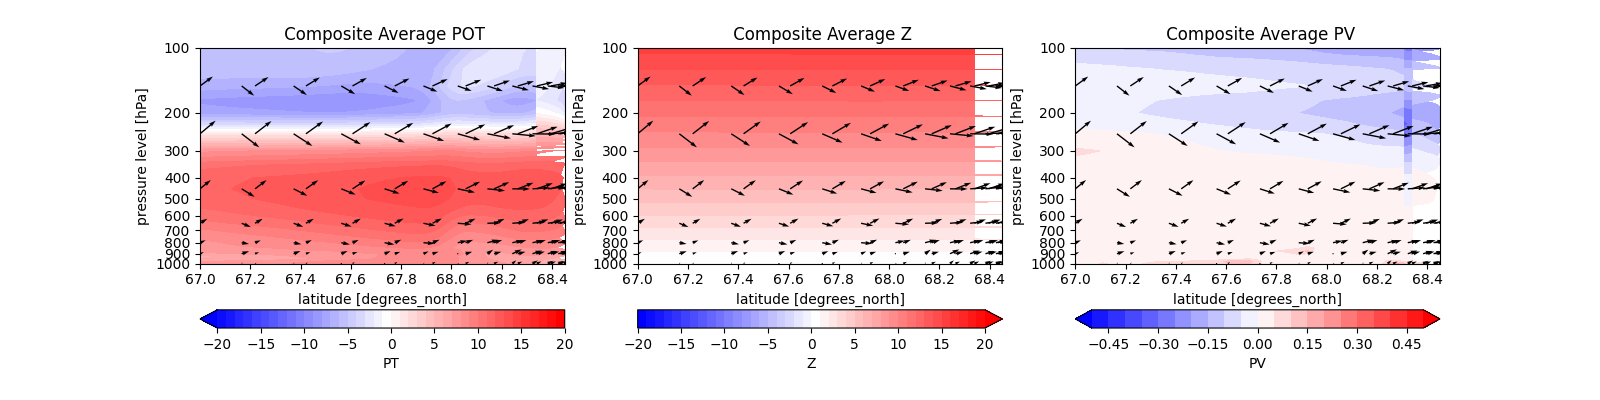 Composite Average POT
100
200
300
400
500
600
700
800
900
1000
pressure level [hPa]
67.0 67.2 67.4 67.6 67.8 68.0 68.2 68.4
latitude [degrees_north]
−20 −15 −10 −5 0 5 10 15 20
PT
Composite Average Z
100
200
300
400
500
600
700
800
900
1000
pressure level [hPa]
67.0 67.2 67.4 67.6 67.8 68.0 68.2 68.4
latitude [degrees_north]
−20 −15 −10 −5 0 5 10 15 20
Z
Composite Average PV
100
200
300
400
500
600
700
800
900
1000
pressure level [hPa]
67.0 67.2 67.4 67.6 67.8 68.0 68.2 68.4
latitude [degrees_north]
−0.45 −0.30 −0.15 0.00 0.15 0.30 0.45
PV